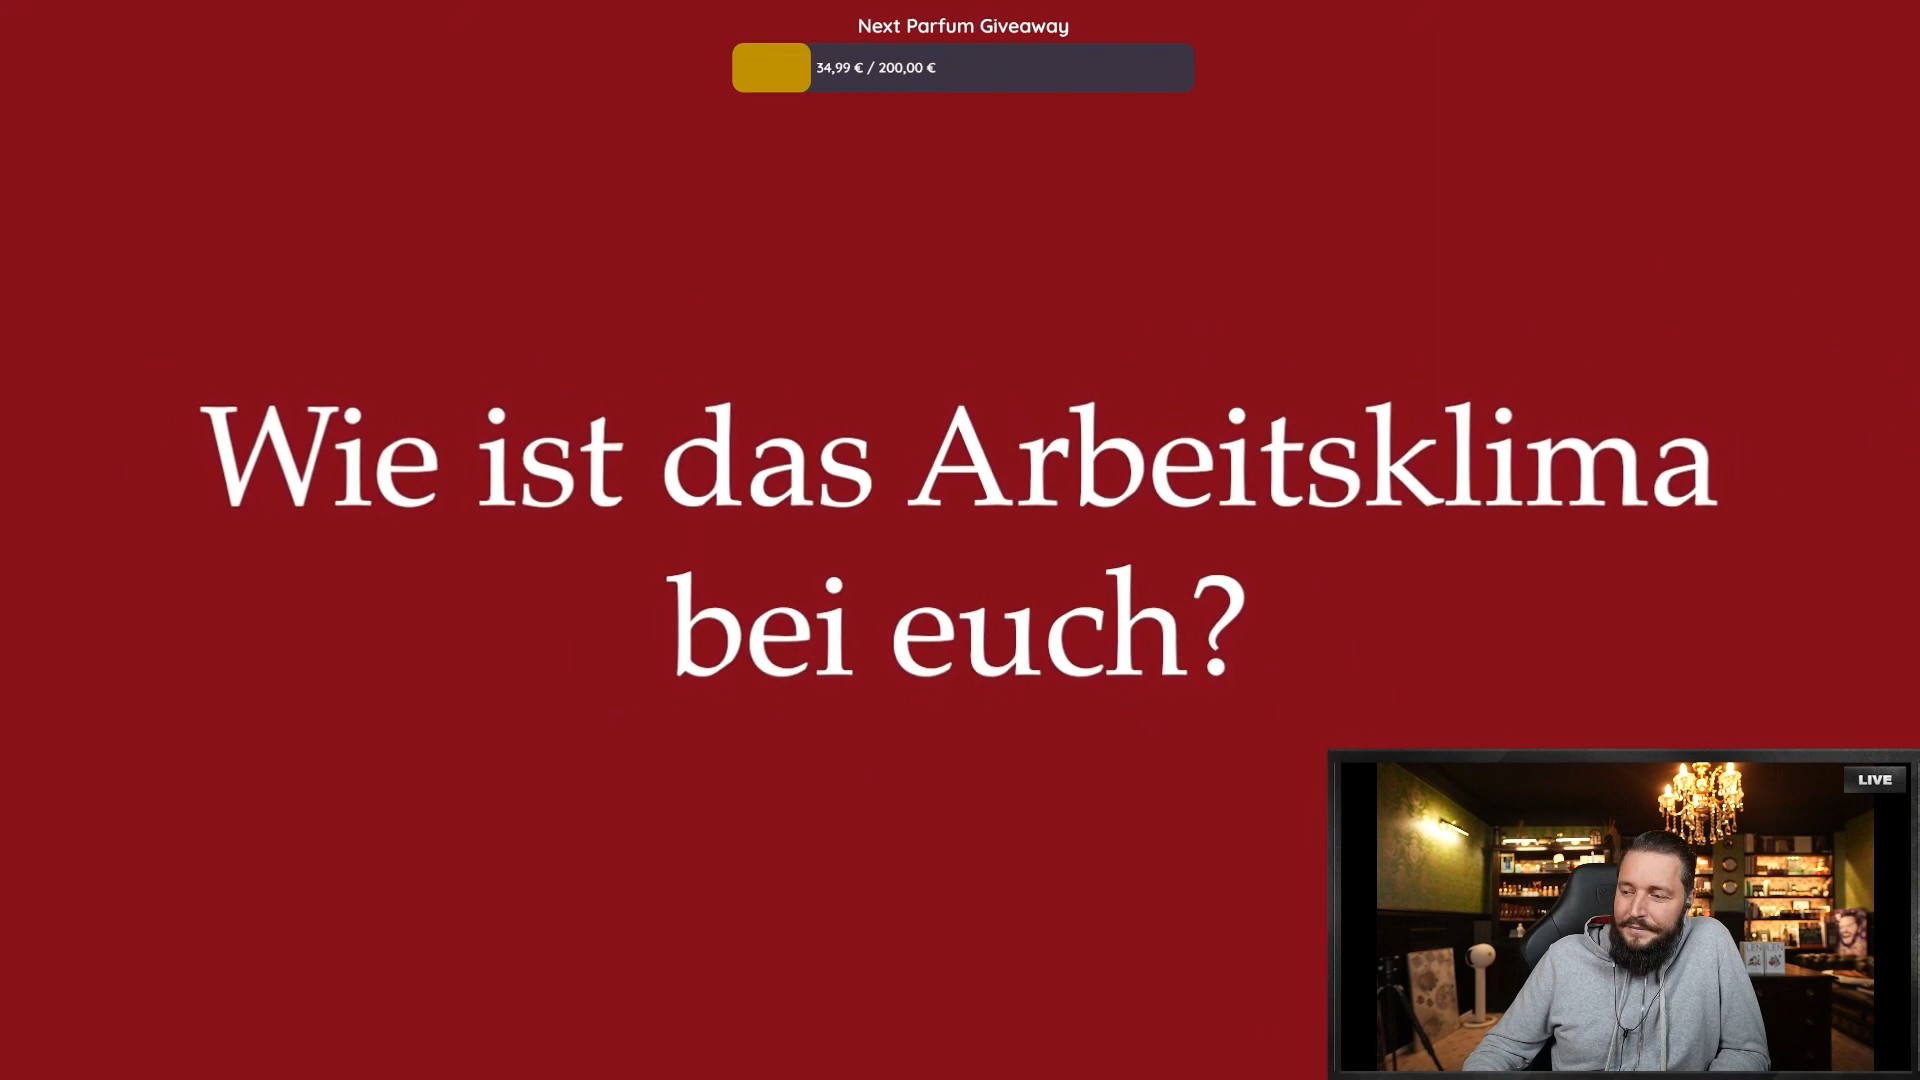 Next Parfum Giveaway
34,99 € / 200,00 €
Wie ist das Arbeitsklima
bei euch?
LIVE